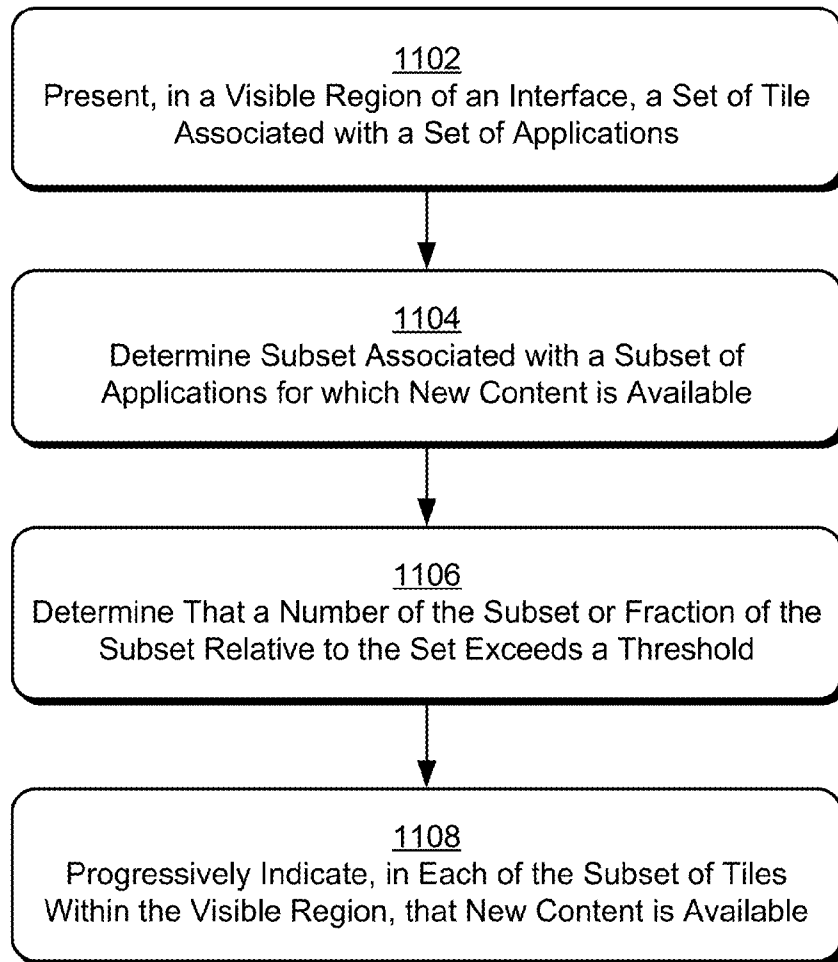 1102
Present, in a Visible Region of an Interface, a Set of Tile
Associated with a Set of Applications
1104
Determine Subset Associated with a Subset of
Applications for which New Content is Available
1106
Determine That a Number of the Subset or Fraction of the
Subset Relative to the Set Exceeds a Threshold
1108
Progressively Indicate, in Each of the Subset of Tiles
Within the Visible Region, that New Content is Available